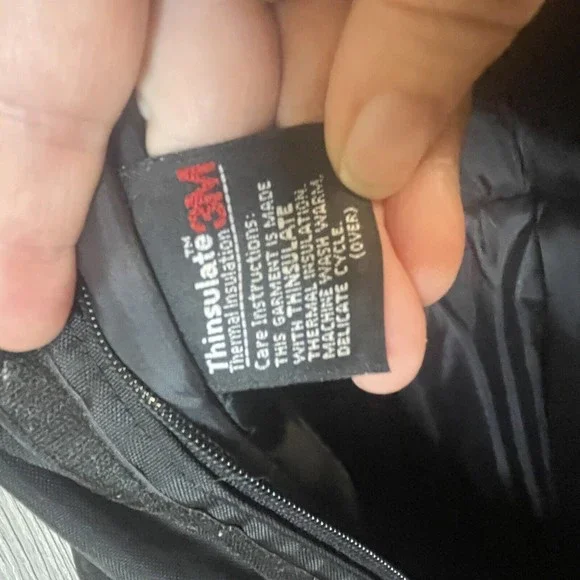 Thinsulate™ 3M
Thermal Insulation
Care Instructions:
THIS GARMENT IS MADE
WITH THINSULATE
THERMAL INSULATION.
MACHINE WASH WARM,
DELICATE CYCLE.
(OVER)